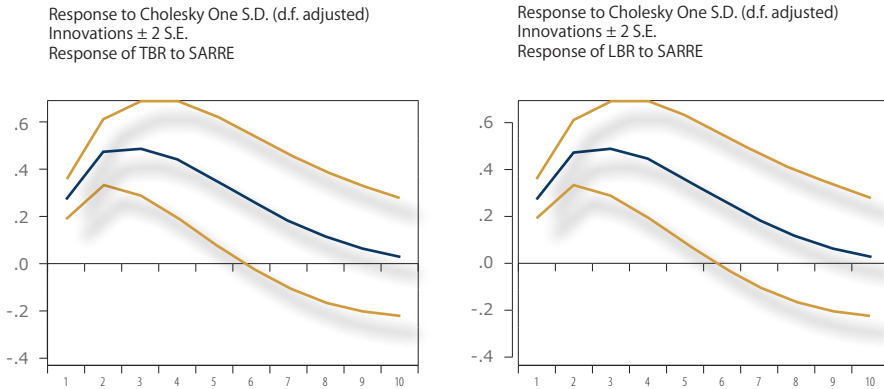 Response to Cholesky One S.D. (d.f. adjusted)
Innovations ± 2 S.E.
Response of TBR to SARRE
.6
.4
.2
.0
-.2
-.4
1 2 3 4 5 6 7 8 9 10
Response to Cholesky One S.D. (d.f. adjusted)
Innovations ± 2 S.E.
Response of LBR to SARRE
.6
.4
.2
.0
-.2
-.4
1 2 3 4 5 6 7 8 9 10